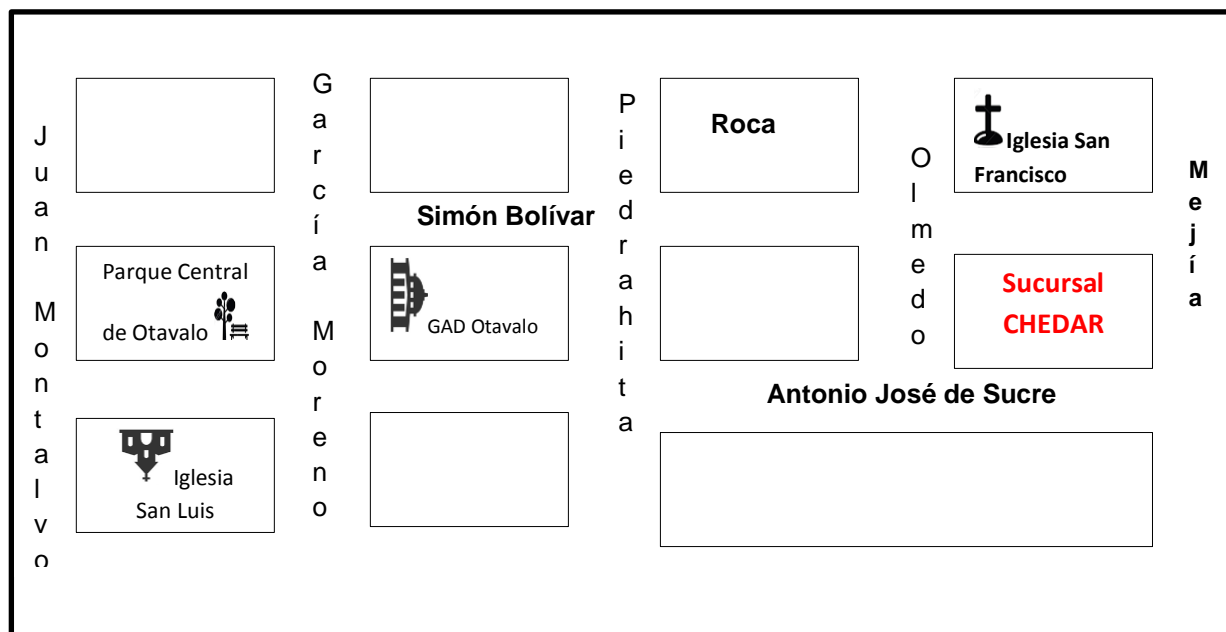 Juan Montalvo
García Moreno
Piedrahita
Roca
Olmedo
Iglesia San
Francisco
Mejía
Simón Bolívar
Parque Central
de Otavalo
GAD Otavalo
Sucursal
CHEDAR
Antonio José de Sucre
Iglesia
San Luis